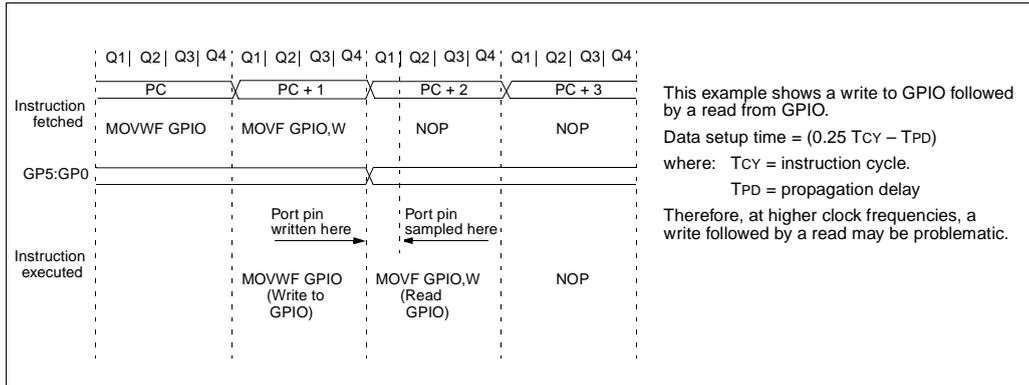 Q1| Q2| Q3| Q4 Q1| Q2| Q3| Q4 Q1| Q2| Q3| Q4 Q1| Q2| Q3| Q4
PC PC + 1 PC + 2 PC + 3
Instruction
fetched
MOVWF GPIO MOVF GPIO,W NOP NOP
GP5:GP0
Port pin
written here
Port pin
sampled here
Instruction
executed
MOVWF GPIO
(Write to
GPIO)
MOVF GPIO,W
(Read
GPIO)
NOP
This example shows a write to GPIO followed
by a read from GPIO.
Data setup time = (0.25 TCY – TPD)
where: TCY = instruction cycle.
TPD = propagation delay
Therefore, at higher clock frequencies, a
write followed by a read may be problematic.